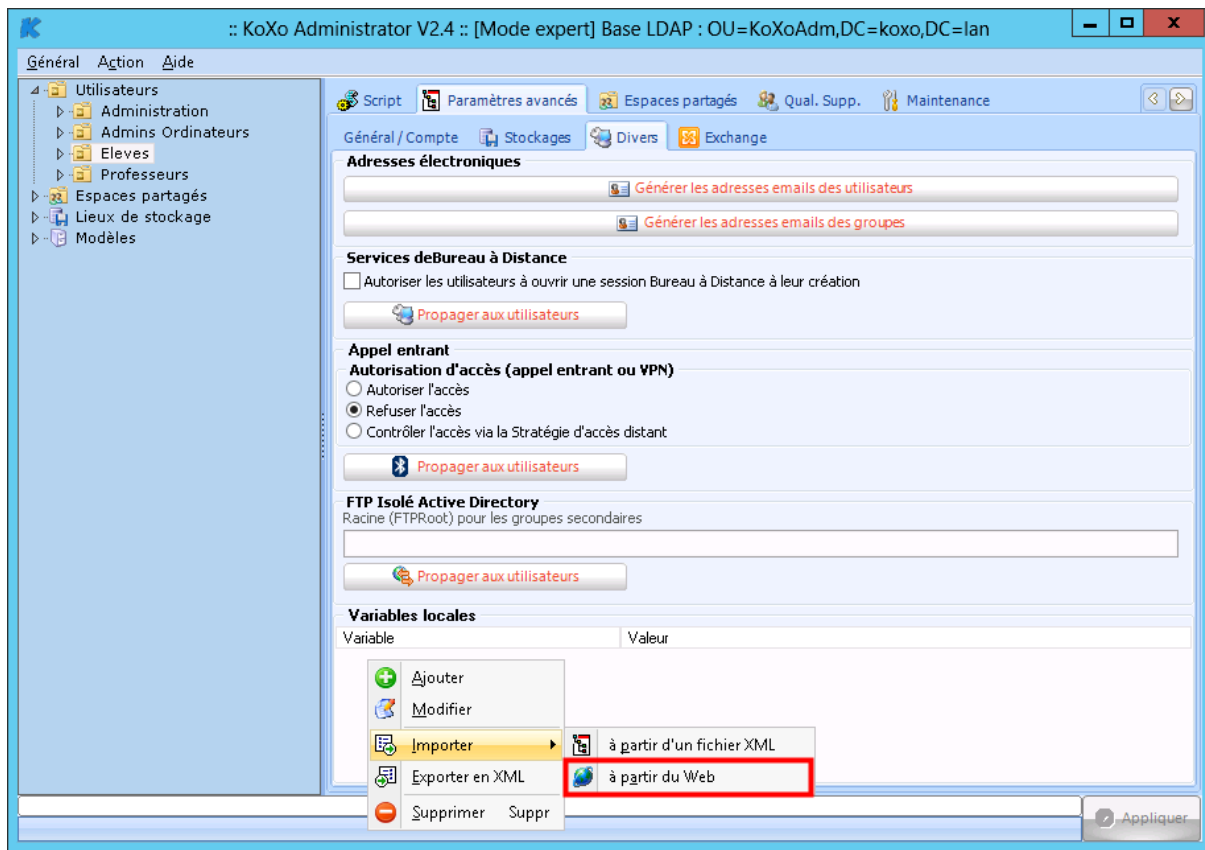 :: KoXo Administrator V2.4 :: [Mode expert] Base LDAP : OU=KoXoAdm,DC=koxo,DC=lan
Général Action Aide
Utilisateurs
Administration
Admins Ordinateurs
Eleves
Professeurs
Espaces partagés
Lieux de stockage
Modèles
Script Paramètres avancés Espaces partagés Qual. Supp. Maintenance
Général / Compte Stockages Divers Exchange
Adresses électroniques
Générer les adresses emails des utilisateurs
Générer les adresses emails des groupes
Services deBureau à Distance
Autoriser les utilisateurs à ouvrir une session Bureau à Distance à leur création
Propager aux utilisateurs
Appel entrant
Autorisation d'accès (appel entrant ou VPN)
Autoriser l'accès
Refuser l'accès
Contrôler l'accès via la Stratégie d'accès distant
Propager aux utilisateurs
FTP Isolé Active Directory
Racine (FTPRoot) pour les groupes secondaires
Propager aux utilisateurs
Variables locales
Variable Valeur
Ajouter
Modifier
Importer
à partir d'un fichier XML
Exporter en XML
à partir du Web
Supprimer Suppr
Appliquer